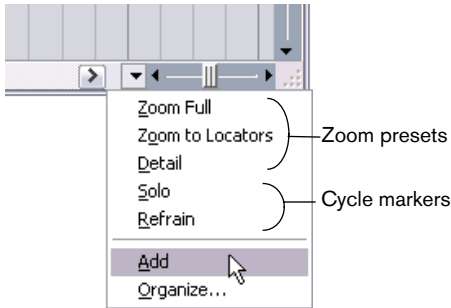 Zoom Full
Zoom to Locators
Detail
Zoom presets
Solo
Refrain
Cycle markers
Add
Organize...